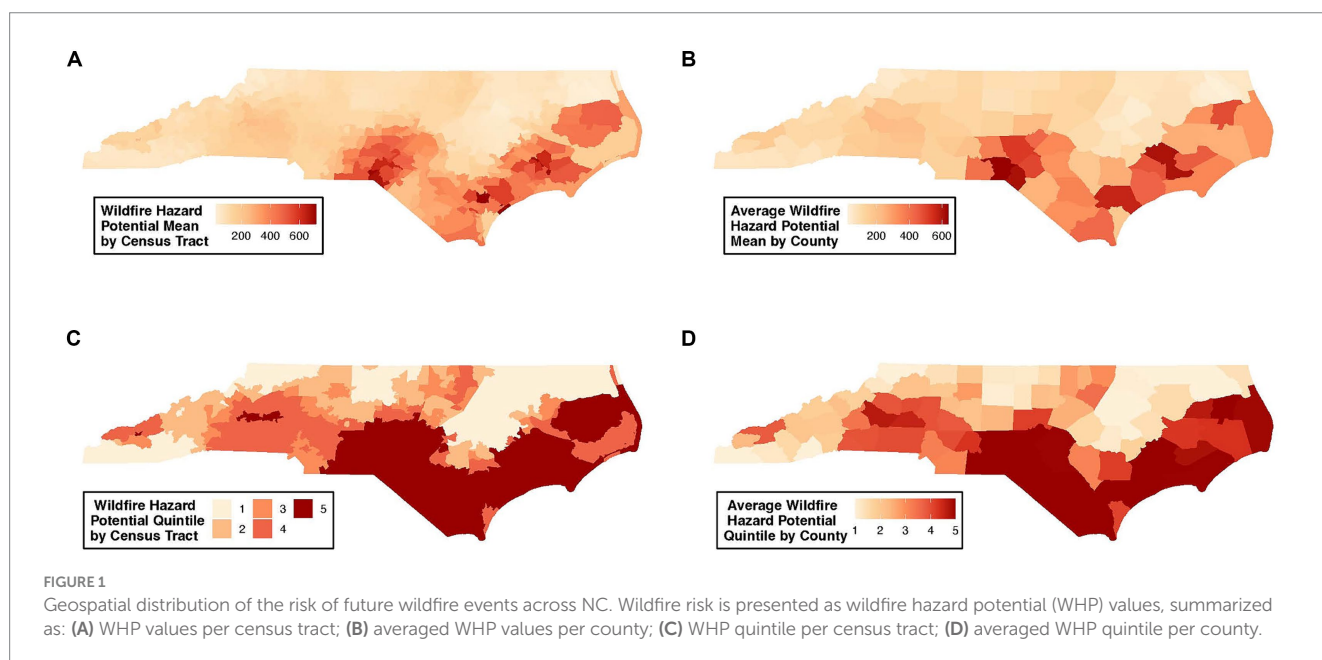 A
B
Wildfire Hazard
Potential Mean
by Census Tract
200 400 600
Average Wildfire
Hazard Potential
Mean by County
200 400 600
C
D
Wildfire Hazard
Potential Quintile
by Census Tract
1 3 5
2 4
Average Wildfire
Hazard Potential
Quintile by County
1 2 3 4 5
FIGURE 1
Geospatial distribution of the risk of future wildfire events across NC. Wildfire risk is presented as wildfire hazard potential (WHP) values, summarized
as: (A) WHP values per census tract; (B) averaged WHP values per county; (C) WHP quintile per census tract; (D) averaged WHP quintile per county.